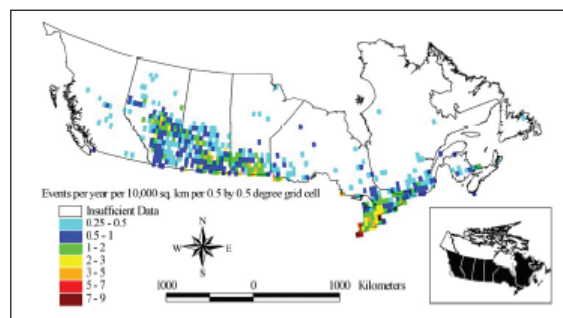 Events per year per 10,000 sq. km per 0.5 by 0.5 degree grid cell
Insufficient Data
0.25 - 0.5
0.5 - 1
1 - 2
2 - 3
3 - 5
5 - 7
7 - 9
N
W E
S
1000 0 1000 Kilometers